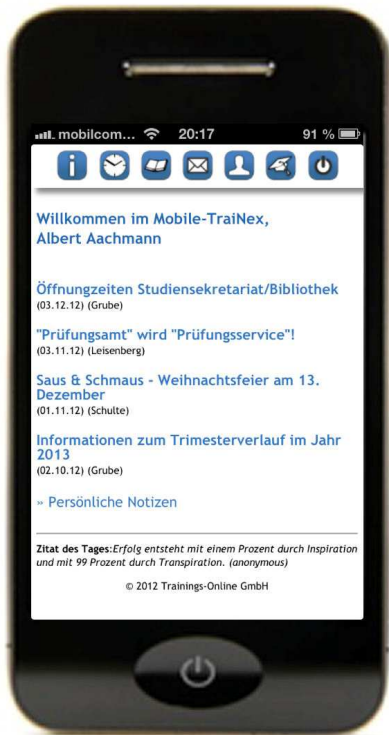 mobilcom... 20:17 91 %
Willkommen im Mobile-TraiNex,
Albert Aachmann
Öffnungzeiten Studiensekretariat/Bibliothek
(03.12.12) (Grube)
"Prüfungsamt" wird "Prüfungsservice"!
(03.11.12) (Leisenberg)
Saus & Schmaus - Weihnachtsfeier am 13.
Dezember
(01.11.12) (Schulte)
Informationen zum Trimesterverlauf im Jahr
2013
(02.10.12) (Grube)
» Persönliche Notizen
Zitat des Tages:Erfolg entsteht mit einem Prozent durch Inspiration
und mit 99 Prozent durch Transpiration. (anonymous)
© 2012 Trainings-Online GmbH